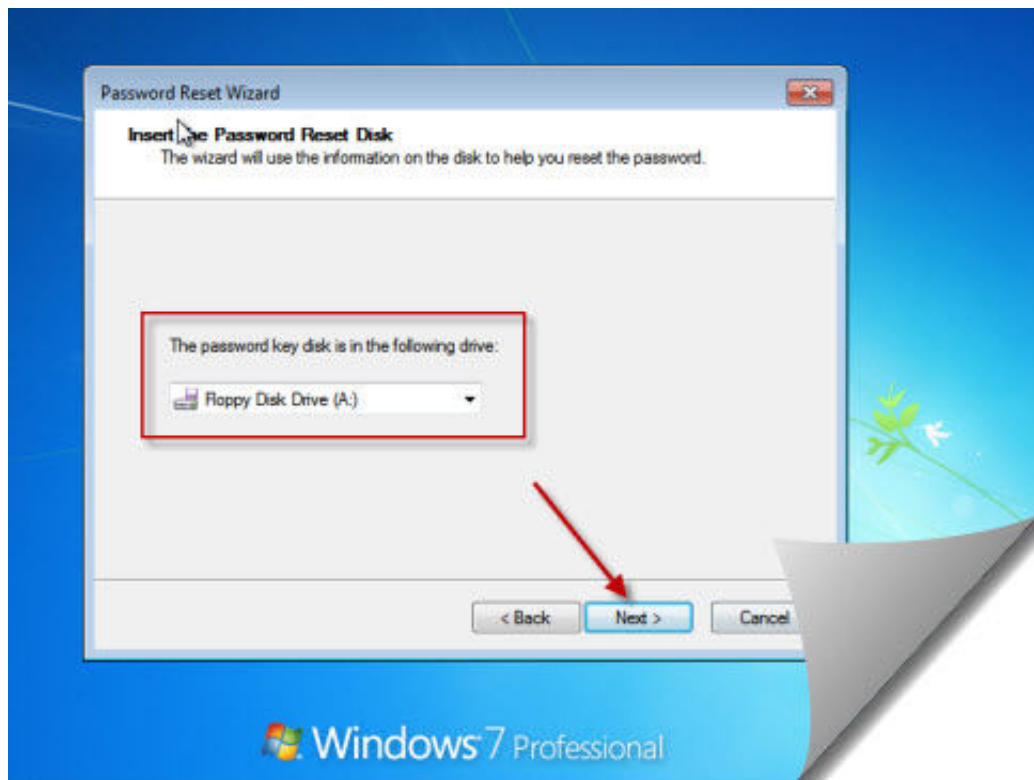 Password Reset Wizard
Insert the Password Reset Disk
The wizard will use the information on the disk to help you reset the password.
The password key disk is in the following drive:
Floppy Disk Drive (A:)
< Back Next > Cancel
Windows 7 Professional